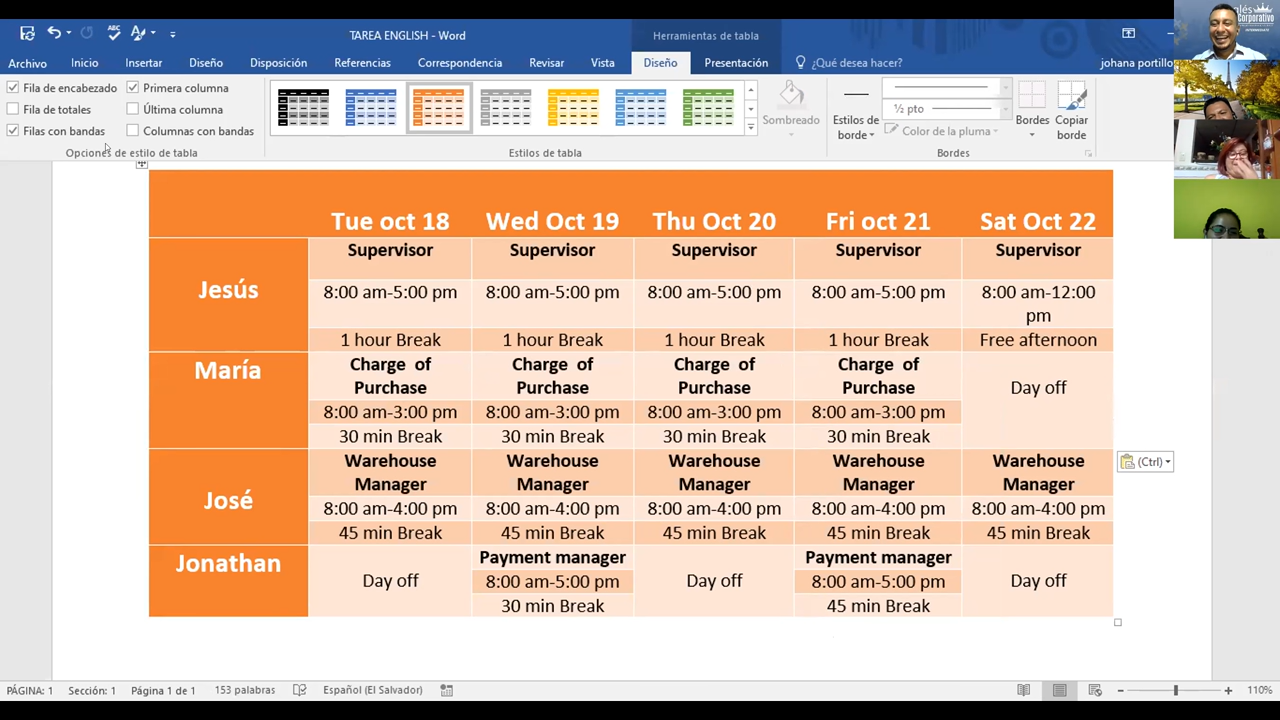 TAREA ENGLISH - Word
Herramientas de tabla
Archivo Inicio Insertar Diseño Disposición Referencias Correspondencia Revisar Vista Diseño Presentación ¿Qué desea hacer? johana portillo
Fila de encabezado Primera columna
Fila de totales Última columna
Filas con bandas Columnas con bandas
Opciones de estilo de tabla
Estilos de tabla
Sombreado
Estilos de borde
½ pto
Color de la pluma
Bordes
Copiar borde
Bordes
Inglés
Corporativo
INTERMEDIATE
Tue oct 18 Wed Oct 19 Thu Oct 20 Fri oct 21 Sat Oct 22
Jesús
Supervisor Supervisor Supervisor Supervisor Supervisor
8:00 am-5:00 pm 8:00 am-5:00 pm 8:00 am-5:00 pm 8:00 am-5:00 pm 8:00 am-12:00 pm
1 hour Break 1 hour Break 1 hour Break 1 hour Break Free afternoon
María
Charge of Purchase Charge of Purchase Charge of Purchase Charge of Purchase Day off
8:00 am-3:00 pm 8:00 am-3:00 pm 8:00 am-3:00 pm 8:00 am-3:00 pm
30 min Break 30 min Break 30 min Break 30 min Break
José
Warehouse Manager Warehouse Manager Warehouse Manager Warehouse Manager Warehouse Manager
8:00 am-4:00 pm 8:00 am-4:00 pm 8:00 am-4:00 pm 8:00 am-4:00 pm 8:00 am-4:00 pm
45 min Break 45 min Break 45 min Break 45 min Break 45 min Break
Jonathan
Day off Payment manager Day off Payment manager Day off
8:00 am-5:00 pm 8:00 am-5:00 pm
30 min Break 45 min Break
(Ctrl)
PÁGINA: 1 Sección: 1 Página 1 de 1 153 palabras Español (El Salvador) 110%